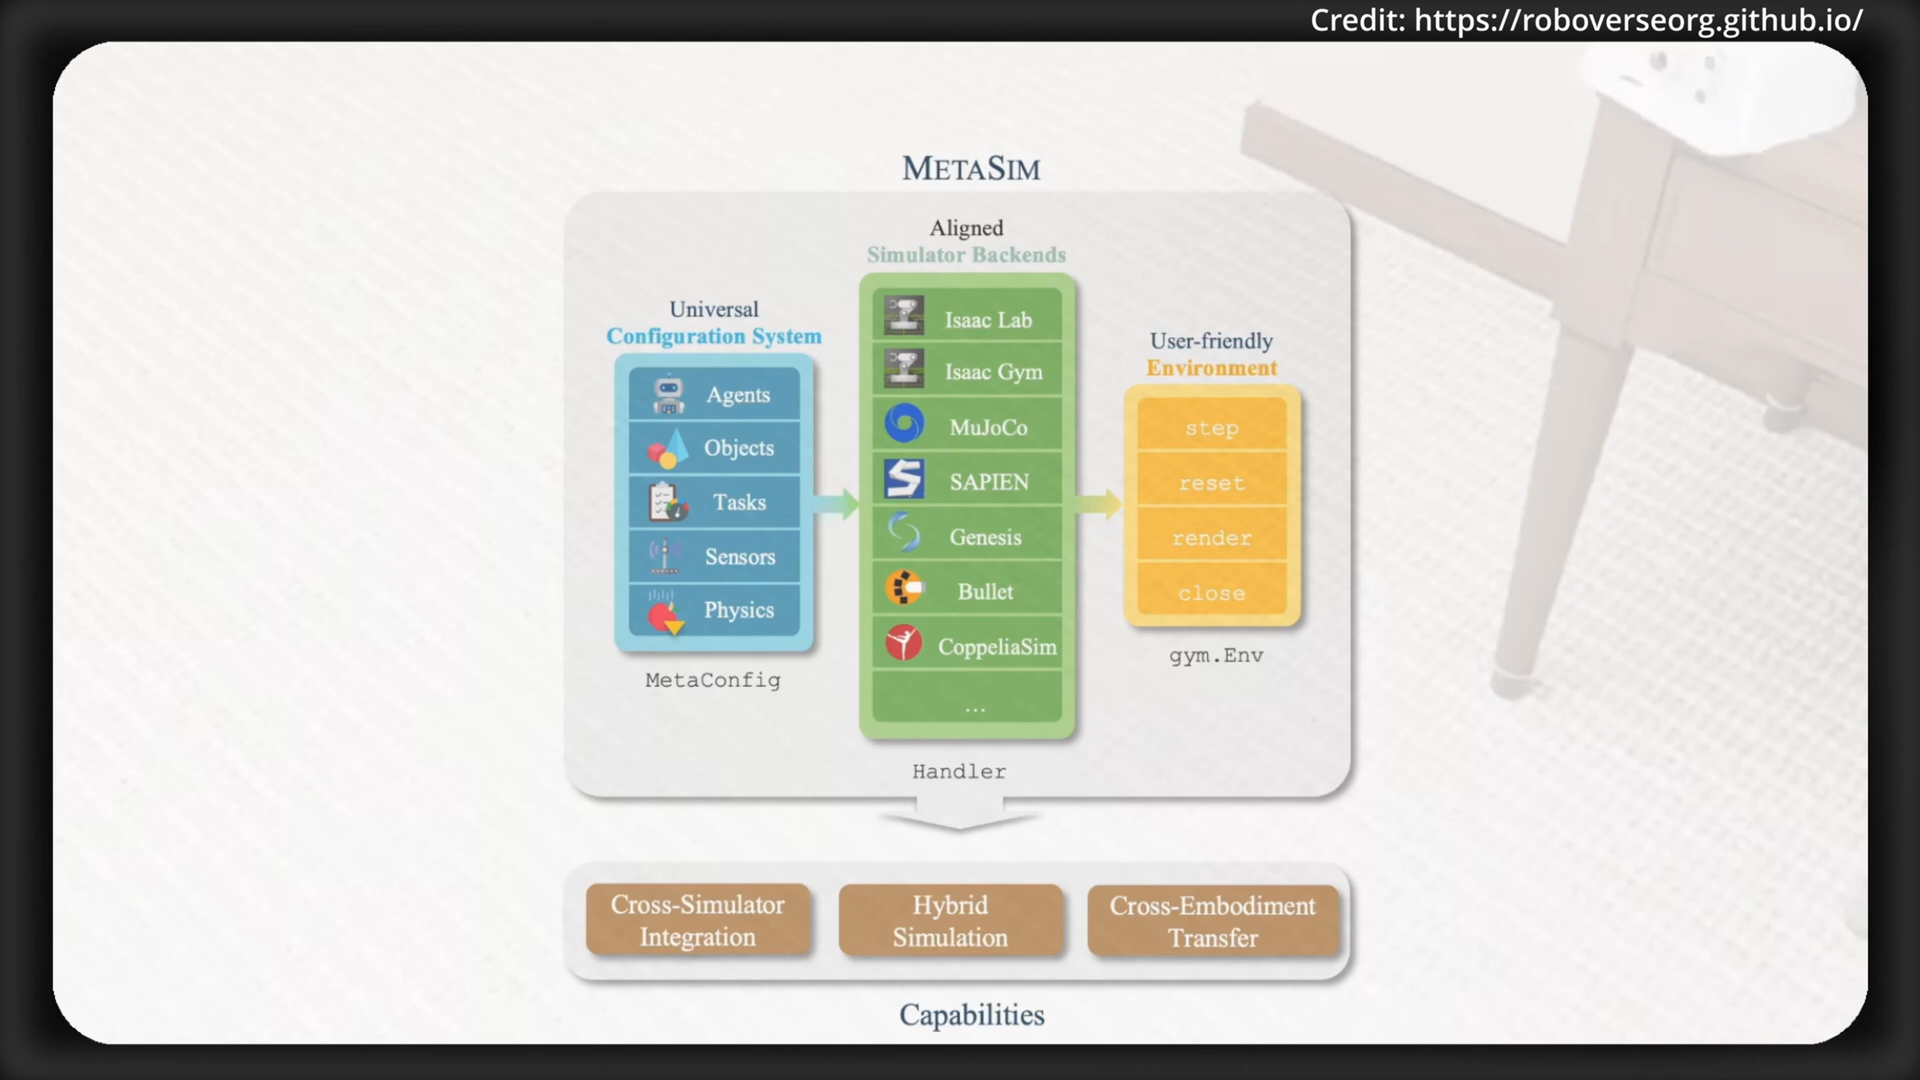 Credit: https://roboverseorg.github.io/
METASIM
Universal
Configuration System
Agents
Objects
Tasks
Sensors
Physics
MetaConfig
Aligned
Simulator Backends
Isaac Lab
Isaac Gym
MuJoCo
SAPIEN
Genesis
Bullet
CoppeliaSim
...
Handler
User-friendly
Environment
step
reset
render
close
gym.Env
Cross-Simulator
Integration
Hybrid
Simulation
Cross-Embodiment
Transfer
Capabilities